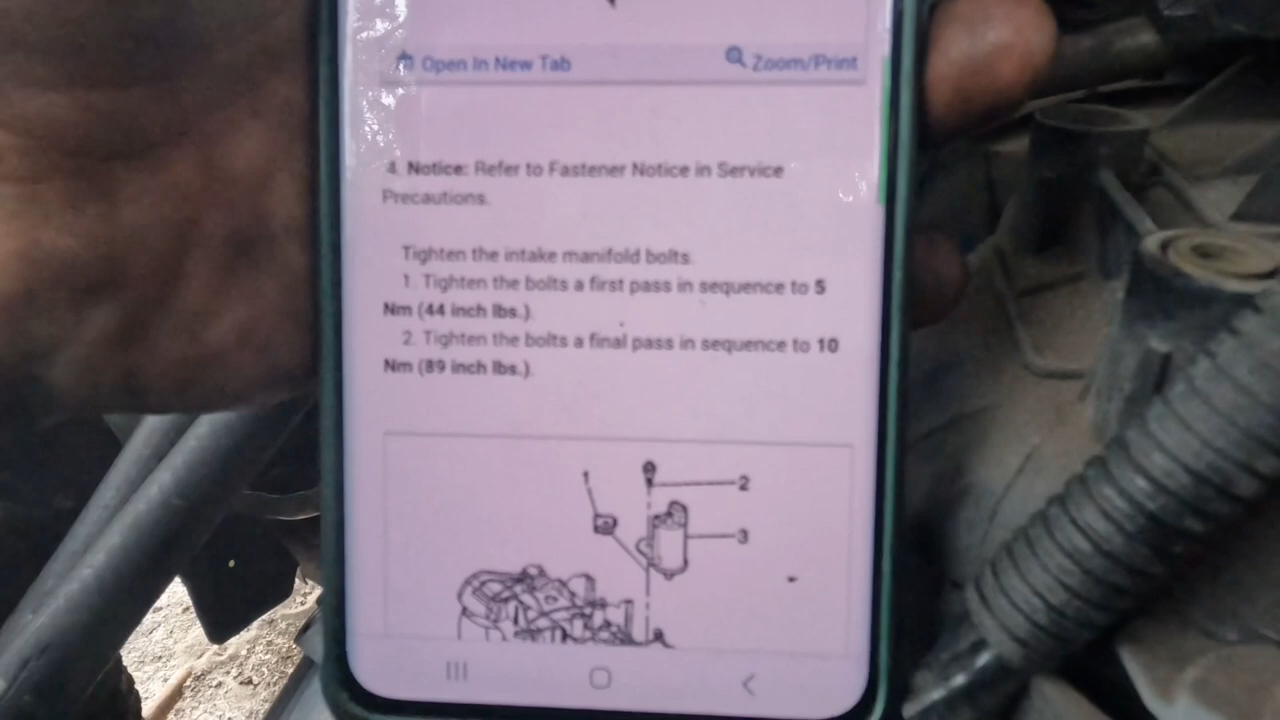 Open In New Tab
Zoom/Print
4. Notice: Refer to Fastener Notice in Service
Precautions.
Tighten the intake manifold bolts.
1. Tighten the bolts a first pass in sequence to 5
Nm (44 inch lbs.).
2. Tighten the bolts a final pass in sequence to 10
Nm (89 inch lbs.).
1
2
3